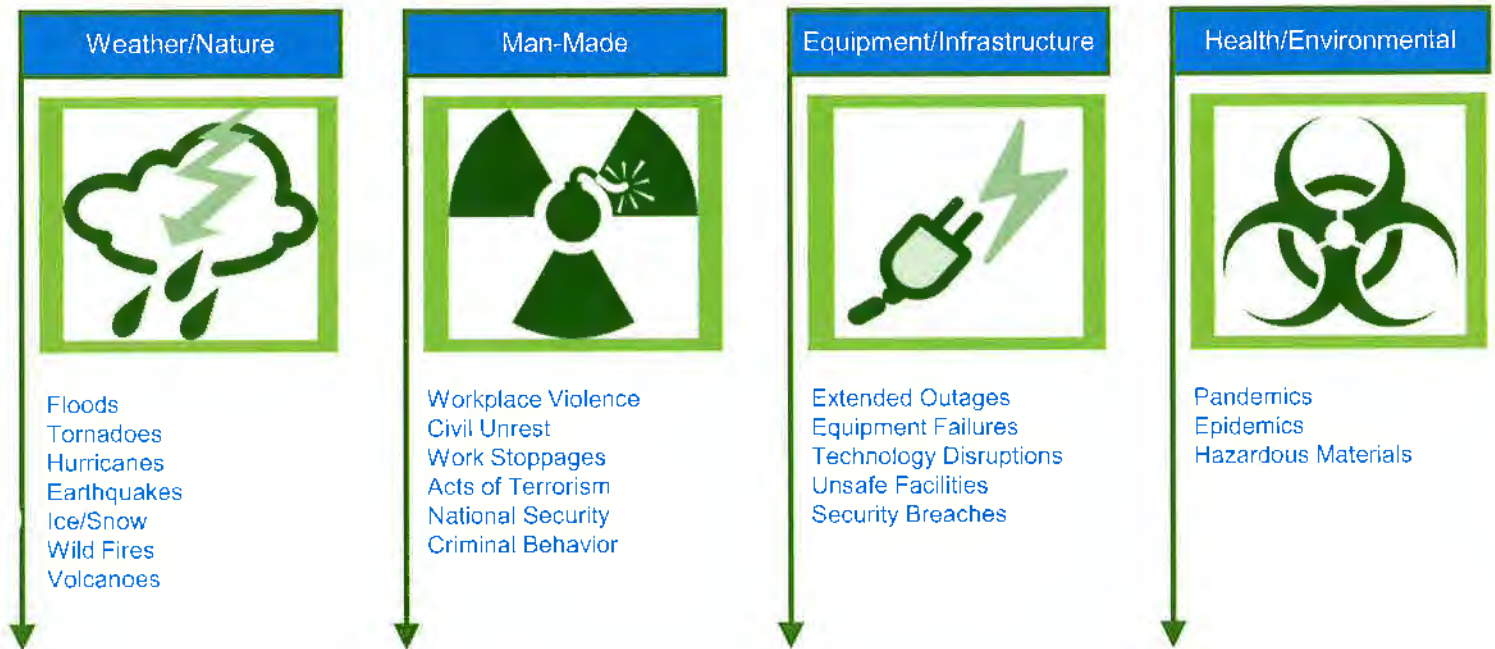 Weather/Nature
Floods
Tornadoes
Hurricanes
Earthquakes
Ice/Snow
Wild Fires
Volcanoes
Man-Made
Workplace Violence
Civil Unrest
Work Stoppages
Acts of Terrorism
National Security
Criminal Behavior
Equipment/Infrastructure
Extended Outages
Equipment Failures
Technology Disruptions
Unsafe Facilities
Security Breaches
Health/Environmental
Pandemics
Epidemics
Hazardous Materials